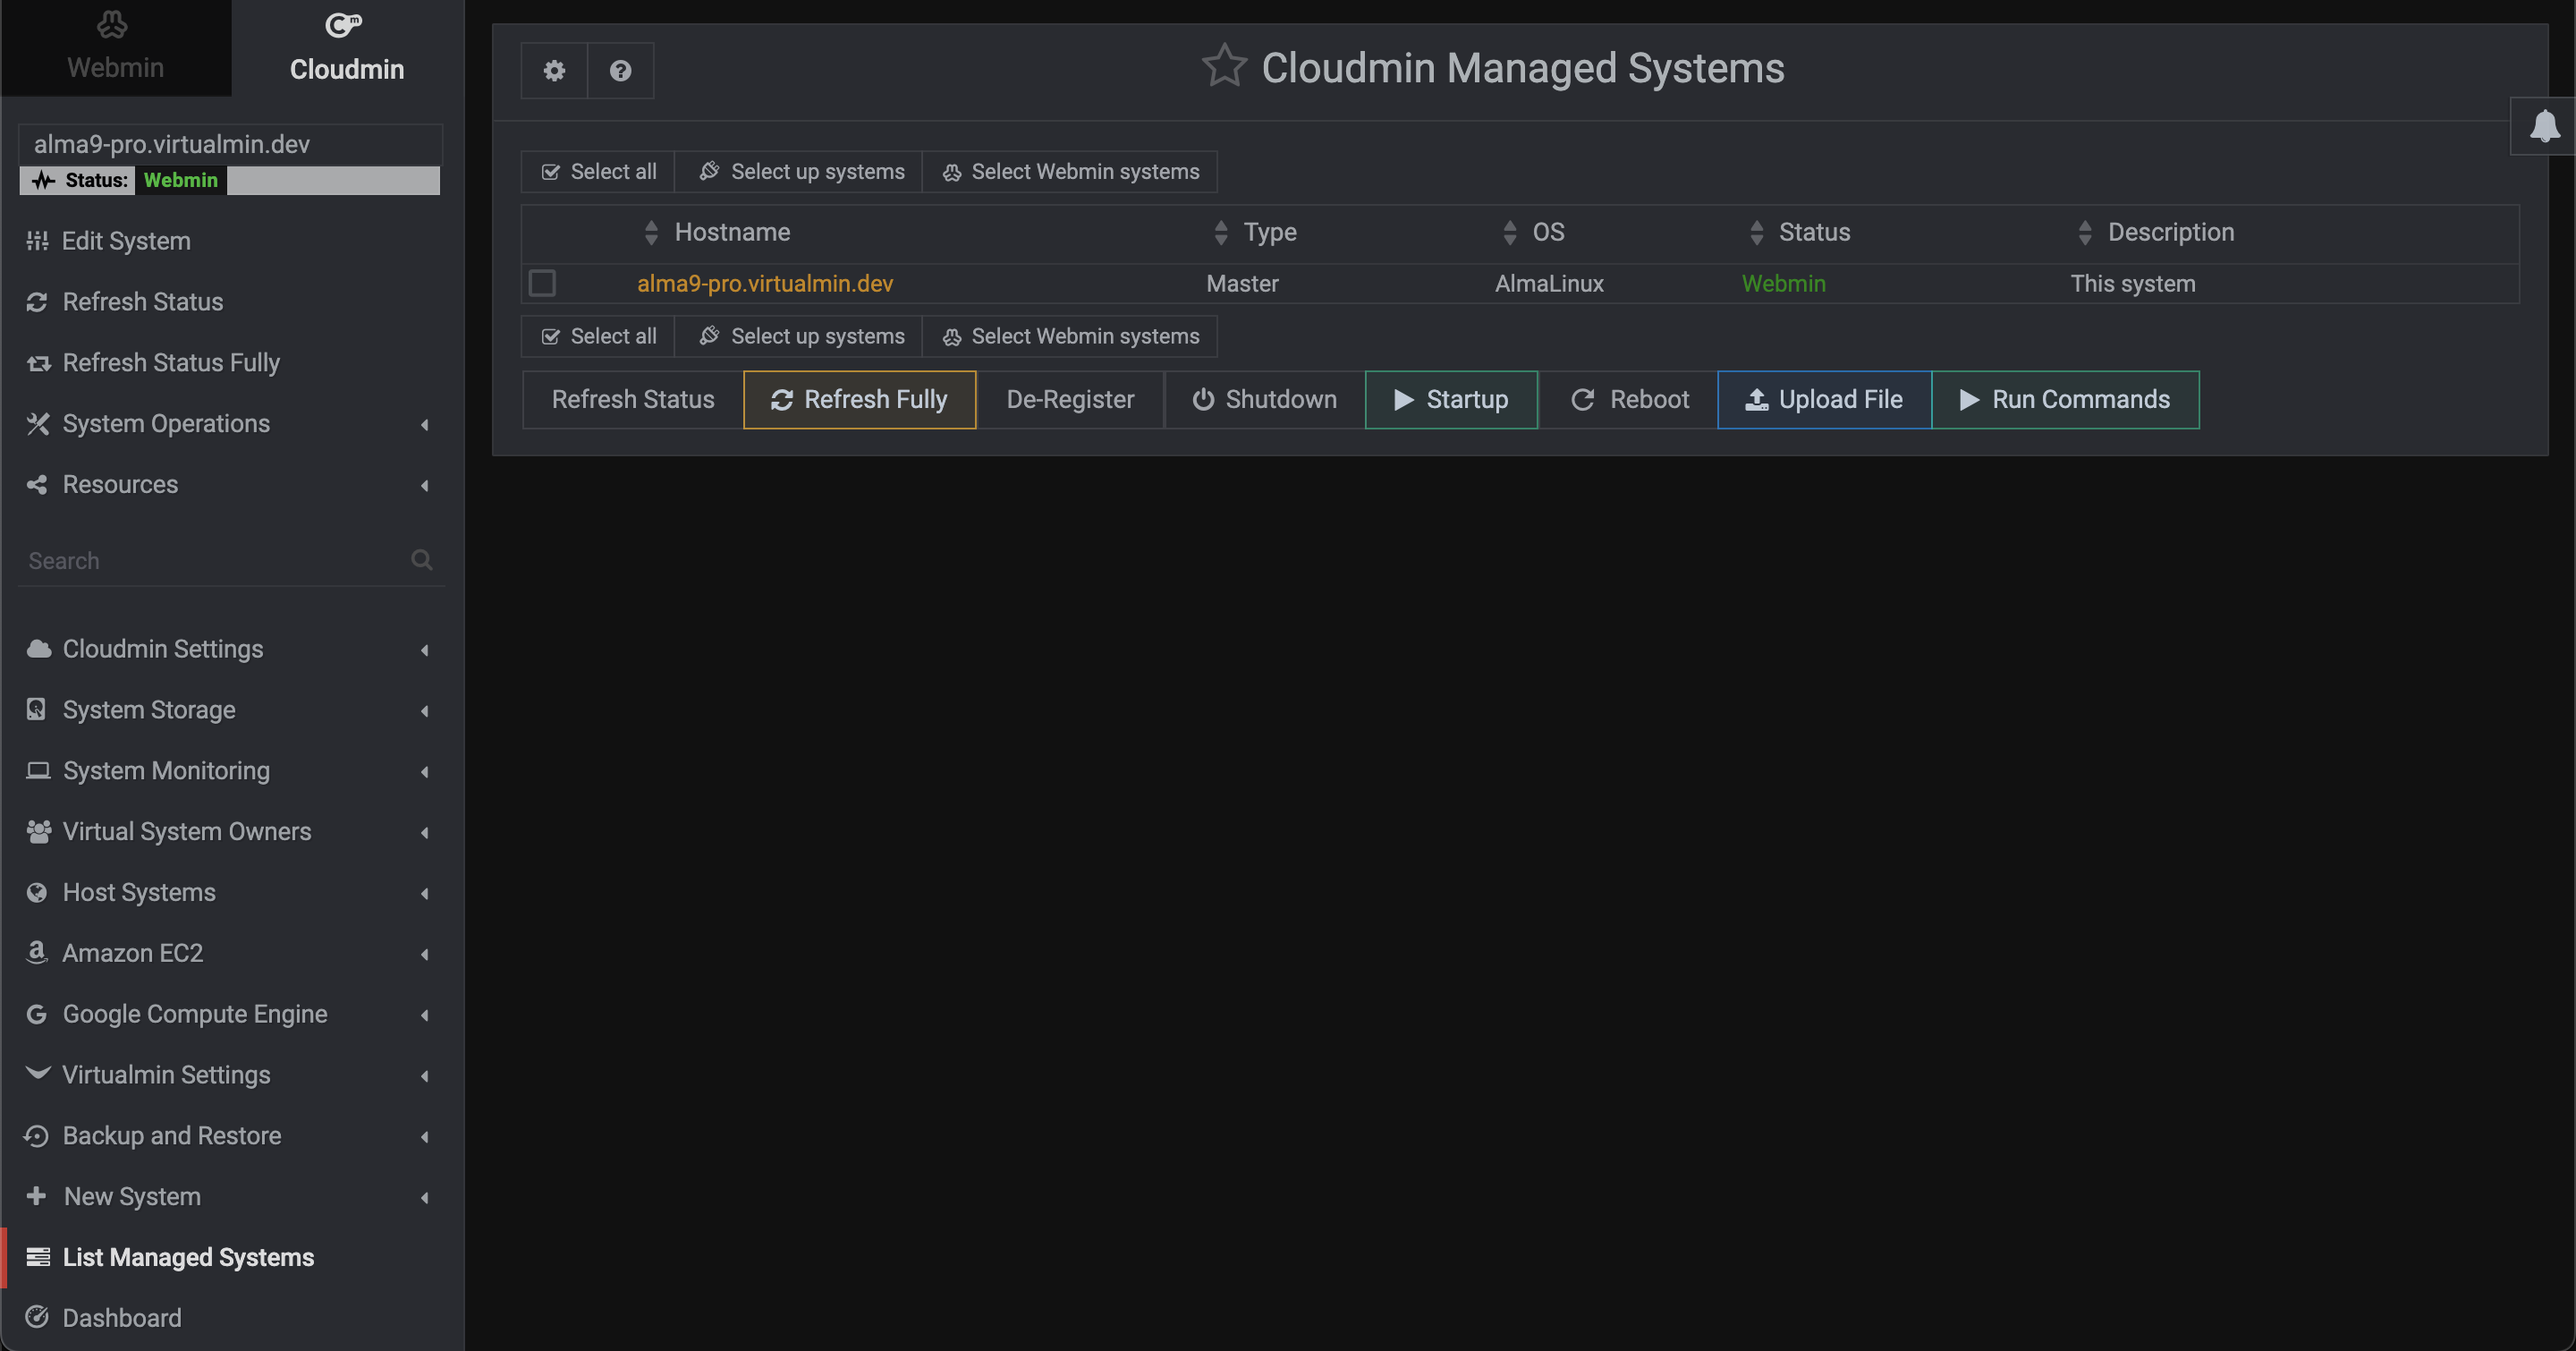 Webmin
Cloudmin
alma9-pro.virtualmin.dev
Status: Webmin
Edit System
Refresh Status
Refresh Status Fully
System Operations
Resources
Search
Cloudmin Settings
System Storage
System Monitoring
Virtual System Owners
Host Systems
Amazon EC2
Google Compute Engine
Virtualmin Settings
Backup and Restore
New System
List Managed Systems
Dashboard
Cloudmin Managed Systems
Select all Select up systems Select Webmin systems
Hostname Type OS Status Description
alma9-pro.virtualmin.dev Master AlmaLinux Webmin This system
Select all Select up systems Select Webmin systems
Refresh Status Refresh Fully De-Register Shutdown Startup Reboot Upload File Run Commands